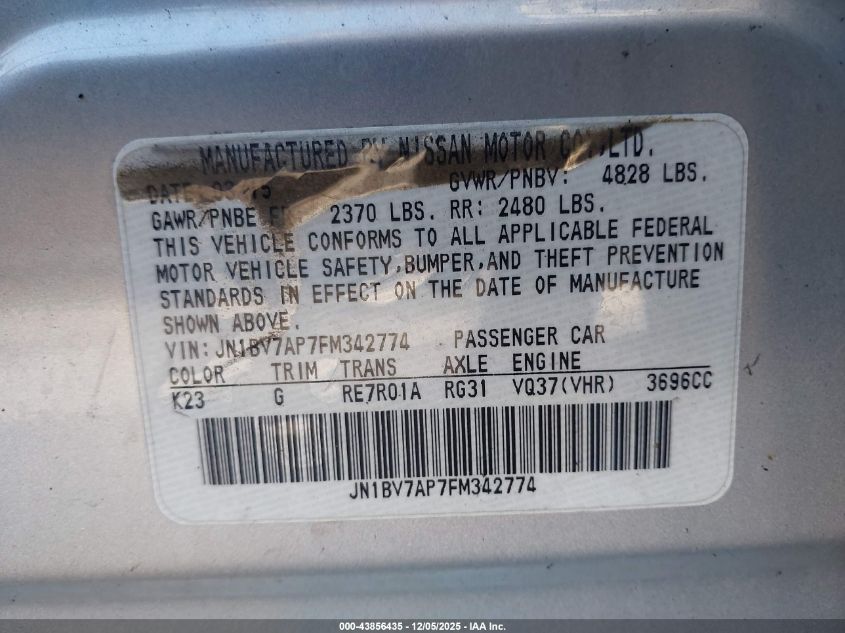 MANUFACTURED BY NISSAN MOTOR CO.,LTD.
DATE GVWR/PNBV: 4828 LBS.
GAWR/PNBE 2370 LBS. RR: 2480 LBS.
THIS VEHICLE CONFORMS TO ALL APPLICABLE FEDERAL
MOTOR VEHICLE SAFETY,BUMPER,AND THEFT PREVENTION
STANDARDS IN EFFECT ON THE DATE OF MANUFACTURE
SHOWN ABOVE.
VIN:JN1BV7AP7FM342774 PASSENGER CAR
COLOR TRIM TRANS AXLE ENGINE
K23 G RE7R01A RG31 VQ37(VHR) 3696CC
JN1BV7AP7FM342774
000-43856435 - 12/05/2025 - IAA Inc.